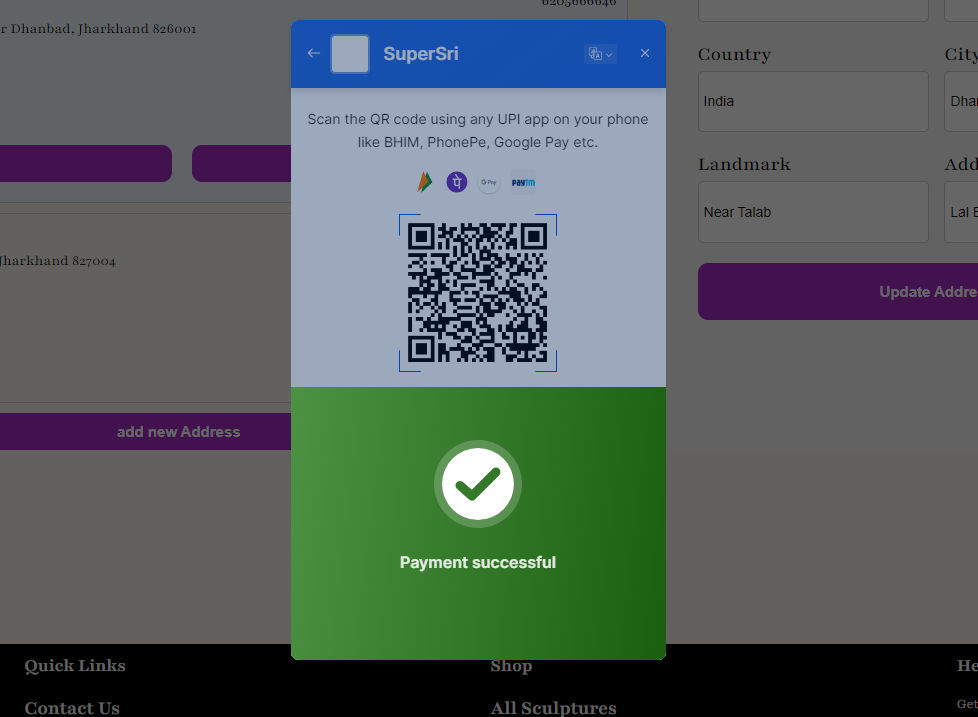 6205666646
r Dhanbad, Jharkhand 826001
SuperSri
Scan the QR code using any UPI app on your phone
like BHIM, PhonePe, Google Pay etc.
G Pay
paytm
Country
City
India
Dha
Landmark
Add
Near Talab
Lal B
Update Addre
Jharkhand 827004
add new Address
Payment successful
Quick Links
Shop
He
Contact Us
All Sculptures
Get